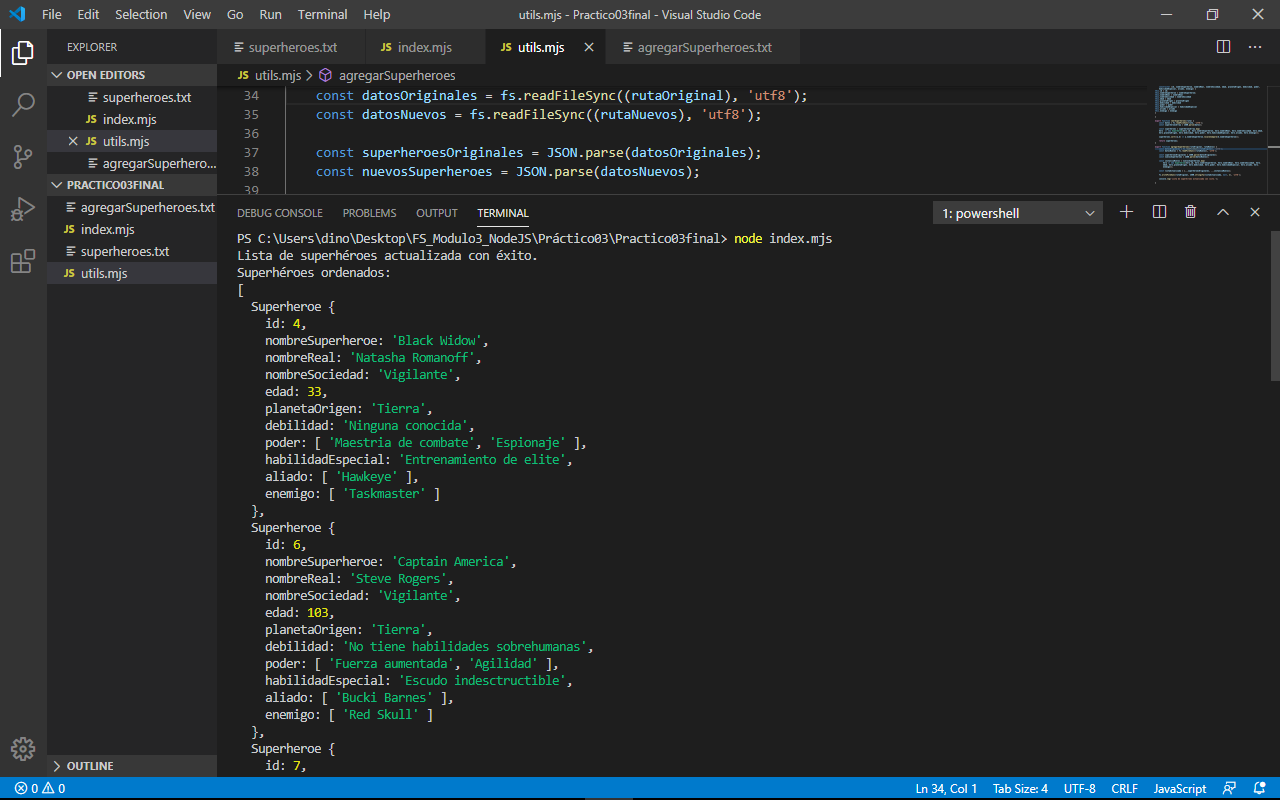 File Edit Selection View Go Run Terminal Help utils.mjs - Practico03final - Visual Studio Code
EXPLORER
superheroes.txt index.mjs utils.mjs agregarSuperheroes.txt
OPEN EDITORS
superheroes.txt
index.mjs
utils.mjs
agregarSuperhero...
PRACTICO03FINAL
agregarSuperheroes.txt
index.mjs
superheroes.txt
utils.mjs
OUTLINE
JS utils.mjs > agregarSuperheroes
34 const datosOriginales = fs.readFileSync((rutaOriginal), 'utf8');
35 const datosNuevos = fs.readFileSync((rutaNuevos), 'utf8');
36
37 const superheroesOriginales = JSON.parse(datosOriginales);
38 const nuevosSuperheroes = JSON.parse(datosNuevos);
39
DEBUG CONSOLE PROBLEMS OUTPUT TERMINAL 1: powershell
PS C:\Users\dino\Desktop\FS_Modulo3_NodeJS\Práctico03\Practico03final> node index.mjs
Lista de superhéroes actualizada con éxito.
Superhéroes ordenados:
[
Superheroe {
id: 4,
nombreSuperheroe: 'Black Widow',
nombreReal: 'Natasha Romanoff',
nombreSociedad: 'Vigilante',
edad: 33,
planetaOrigen: 'Tierra',
debilidad: 'Ninguna conocida',
poder: [ 'Maestria de combate', 'Espionaje' ],
habilidadEspecial: 'Entrenamiento de elite',
aliado: [ 'Hawkeye' ],
enemigo: [ 'Taskmaster' ]
},
Superheroe {
id: 6,
nombreSuperheroe: 'Captain America',
nombreReal: 'Steve Rogers',
nombreSociedad: 'Vigilante',
edad: 103,
planetaOrigen: 'Tierra',
debilidad: 'No tiene habilidades sobrehumanas',
poder: [ 'Fuerza aumentada', 'Agilidad' ],
habilidadEspecial: 'Escudo indesctructible',
aliado: [ 'Bucki Barnes' ],
enemigo: [ 'Red Skull' ]
},
Superheroe {
id: 7,
0 0 Ln 34, Col 1 Tab Size: 4 UTF-8 CRLF JavaScript